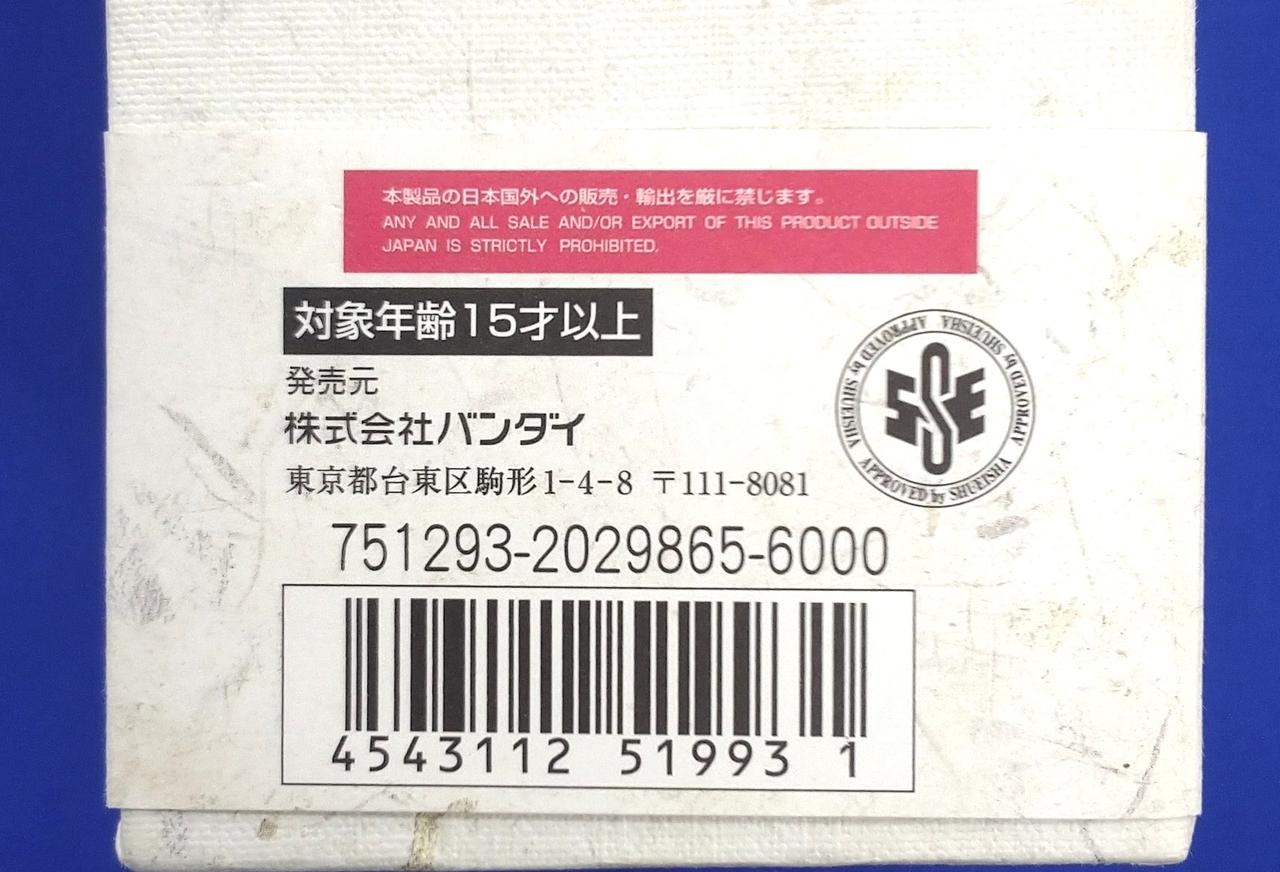 本製品の日本国外への販売・輸出を厳に禁じます。
ANY AND ALL SALE AND/OR EXPORT OF THIS PRODUCT OUTSIDE
JAPAN IS STRICTLY PROHIBITED.
対象年齢15才以上
発売元
株式会社バンダイ
東京都台東区駒形1-4-8 〒111-8081
APPROVED by SHUEISHA APPROVED by SHUEISHA APPROVED by SHUEISHA APPROVED by SHUEISHA
SSE
751293-2029865-6000
4543112 51993 1